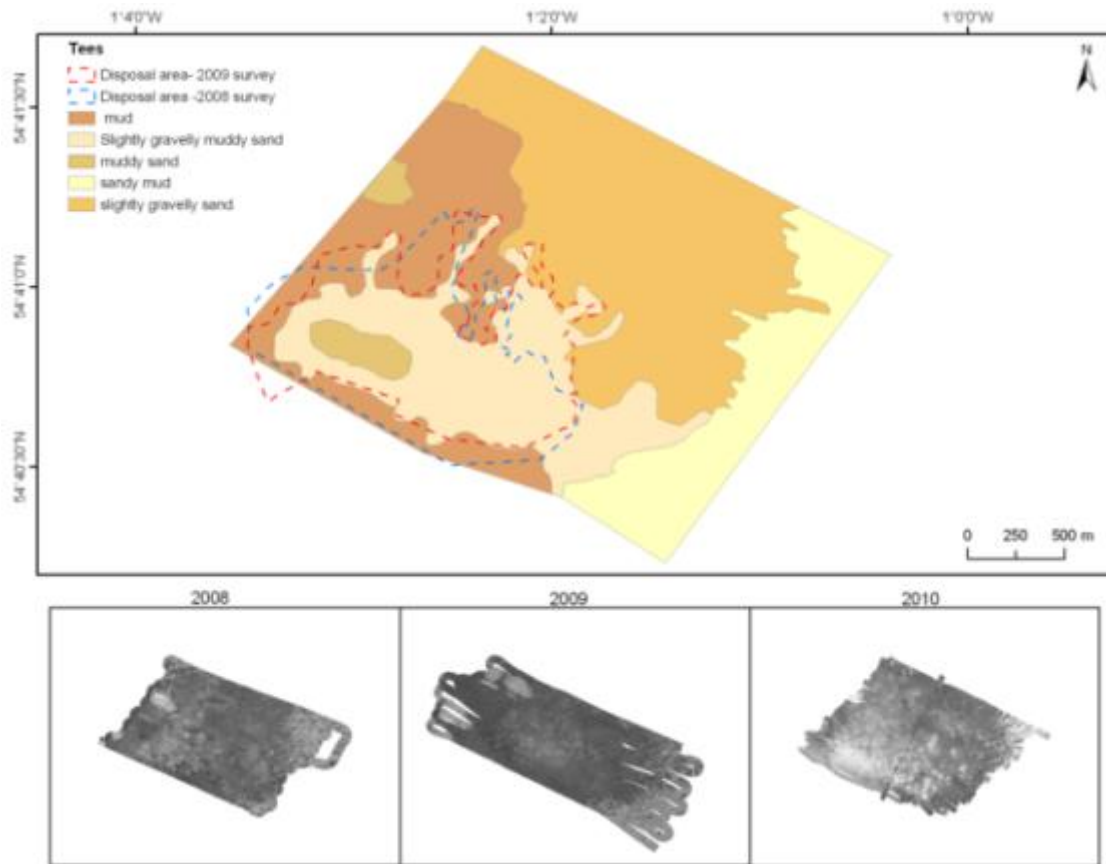 1°4'0"W 1°2'0"W 1°0'0"W
Tees
Disposal area- 2009 survey
Disposal area -2008 survey
mud
Slightly gravelly muddy sand
muddy sand
sandy mud
slightly gravelly sand
N
54°41'30"N
54°41'0"N
54°40'30"N
0 250 500 m
2008 2009 2010